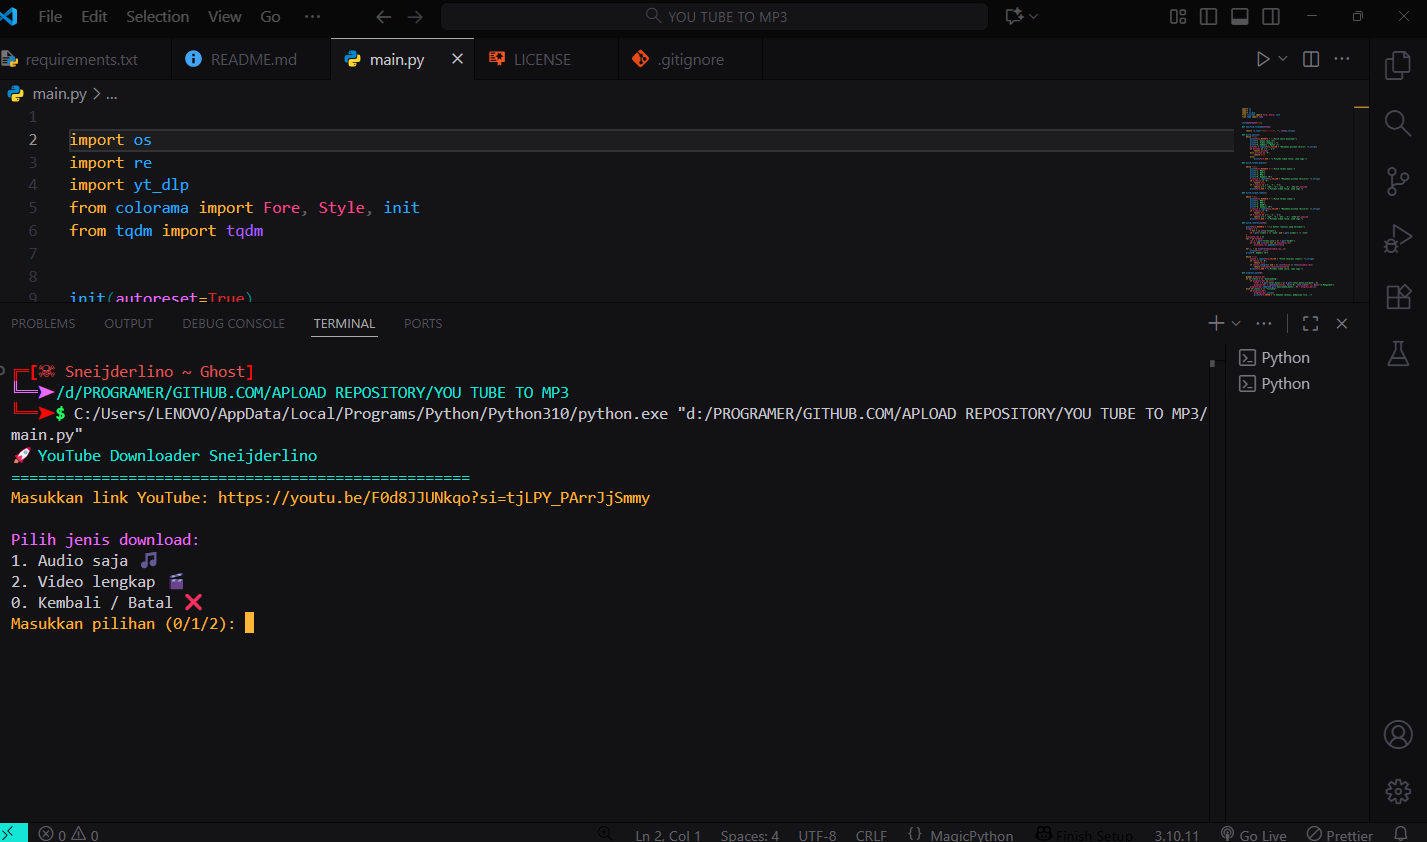 File Edit Selection View Go ··· YOU TUBE TO MP3
requirements.txt README.md main.py LICENSE .gitignore
main.py > ...
1
2 import os
3 import re
4 import yt_dlp
5 from colorama import Fore, Style, init
6 from tqdm import tqdm
7
8
9 init(autoreset=True)
PROBLEMS OUTPUT DEBUG CONSOLE TERMINAL PORTS
Python
Python
[☠ Sneijderlino ~ Ghost]
/d/PROGRAMER/GITHUB.COM/APLOAD REPOSITORY/YOU TUBE TO MP3
$ C:/Users/LENOVO/AppData/Local/Programs/Python/Python310/python.exe "d:/PROGRAMER/GITHUB.COM/APLOAD REPOSITORY/YOU TUBE TO MP3/
main.py"
🚀 YouTube Downloader Sneijderlino
===================================================
Masukkan link YouTube: https://youtu.be/F0d8JJUNkqo?si=tjLPY_PArrJjSmmy
Pilih jenis download:
1. Audio saja 🎵
2. Video lengkap 🎬
0. Kembali / Batal ❌
Masukkan pilihan (0/1/2):
0 0 Ln 2, Col 1 Spaces: 4 UTF-8 CRLF {} MagicPython Finish Setup 3.10.11 Go Live Prettier